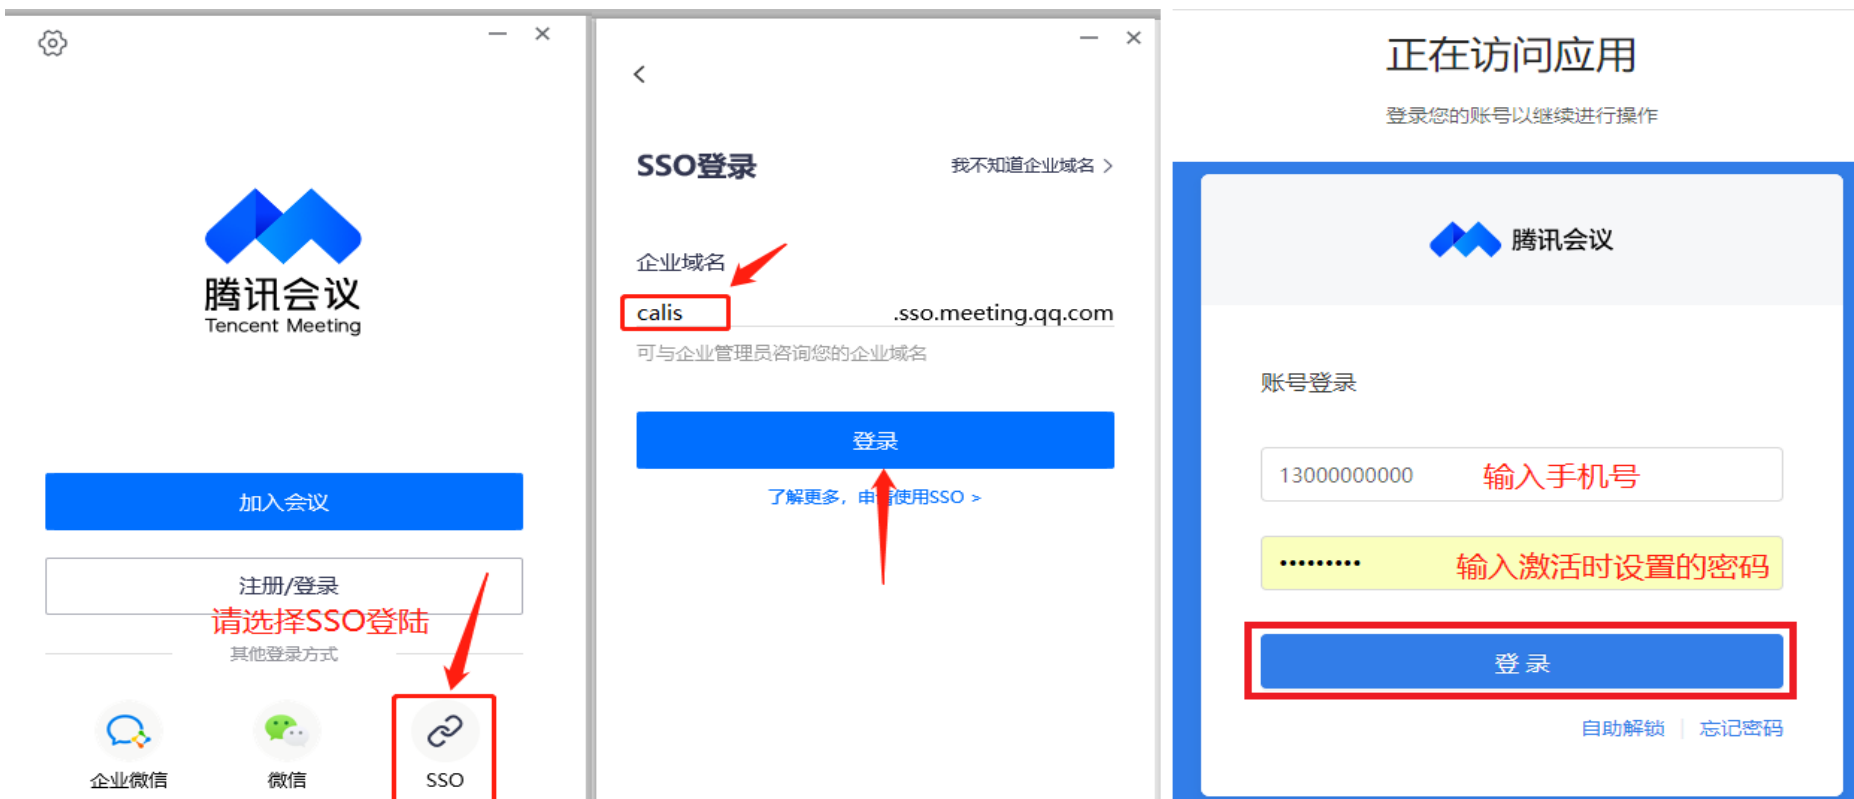 腾讯会议
Tencent Meeting
加入会议
注册/登录
请选择SSO登陆
其他登录方式
企业微信
微信
SSO
SSO登录
我不知道企业域名 >
企业域名
calis
.sso.meeting.qq.com
可与企业管理员咨询您的企业域名
登录
了解更多，申请使用SSO >
正在访问应用
登录您的账号以继续进行操作
腾讯会议
账号登录
13000000000
输入手机号
•••••••••
输入激活时设置的密码
登 录
自助解锁
忘记密码